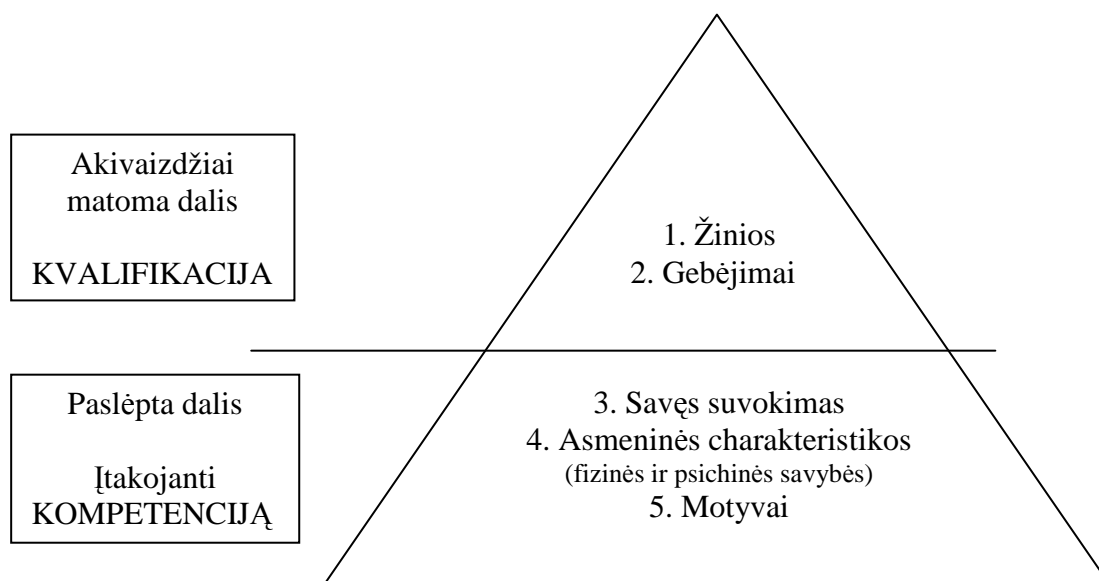 Akivaizdžiai
matoma dalis
KVALIFIKACIJA
1. Žinios
2. Gebėjimai
Paslėpta dalis
Įtakojanti
KOMPETENCIJĄ
3. Savęs suvokimas
4. Asmeninės charakteristikos
(fizinės ir psichinės savybės)
5. Motyvai